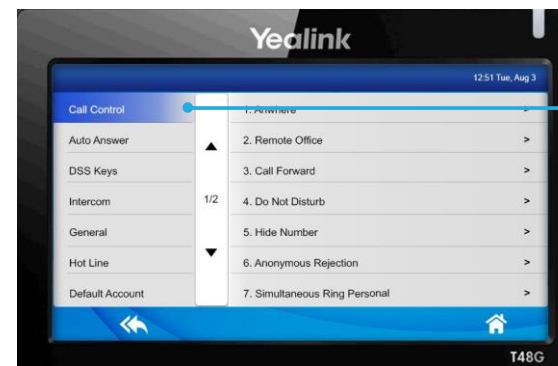 Yealink
12:51 Tue, Aug 3
Call Control
Auto Answer
DSS Keys
Intercom
General
Hot Line
Default Account
1/2
1. Anwhere
2. Remote Office >
3. Call Forward >
4. Do Not Disturb >
5. Hide Number >
6. Anonymous Rejection >
7. Simultaneous Ring Personal >
T48G